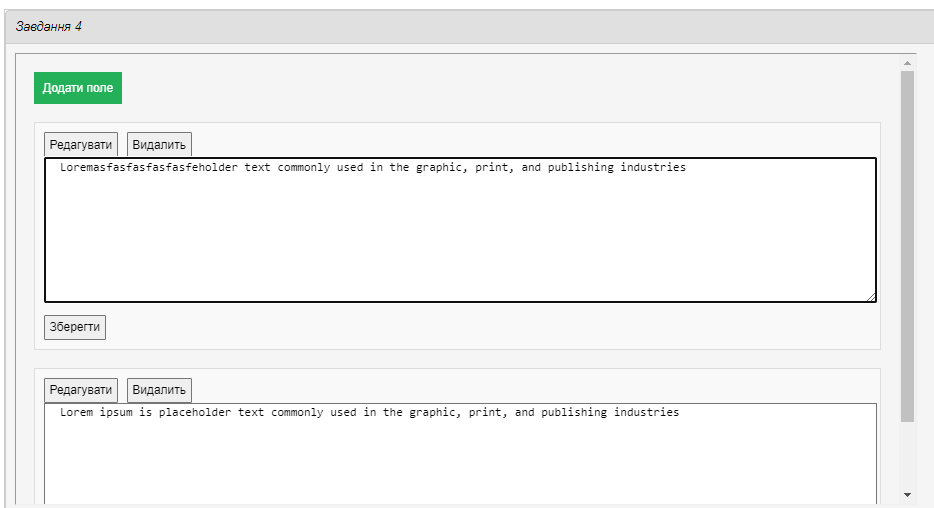 Завдання 4
Додати поле
Редагувати Видалить
Loremasfasfasfasfasfeholder text commonly used in the graphic, print, and publishing industries
Зберегти
Редагувати Видалить
Lorem ipsum is placeholder text commonly used in the graphic, print, and publishing industries